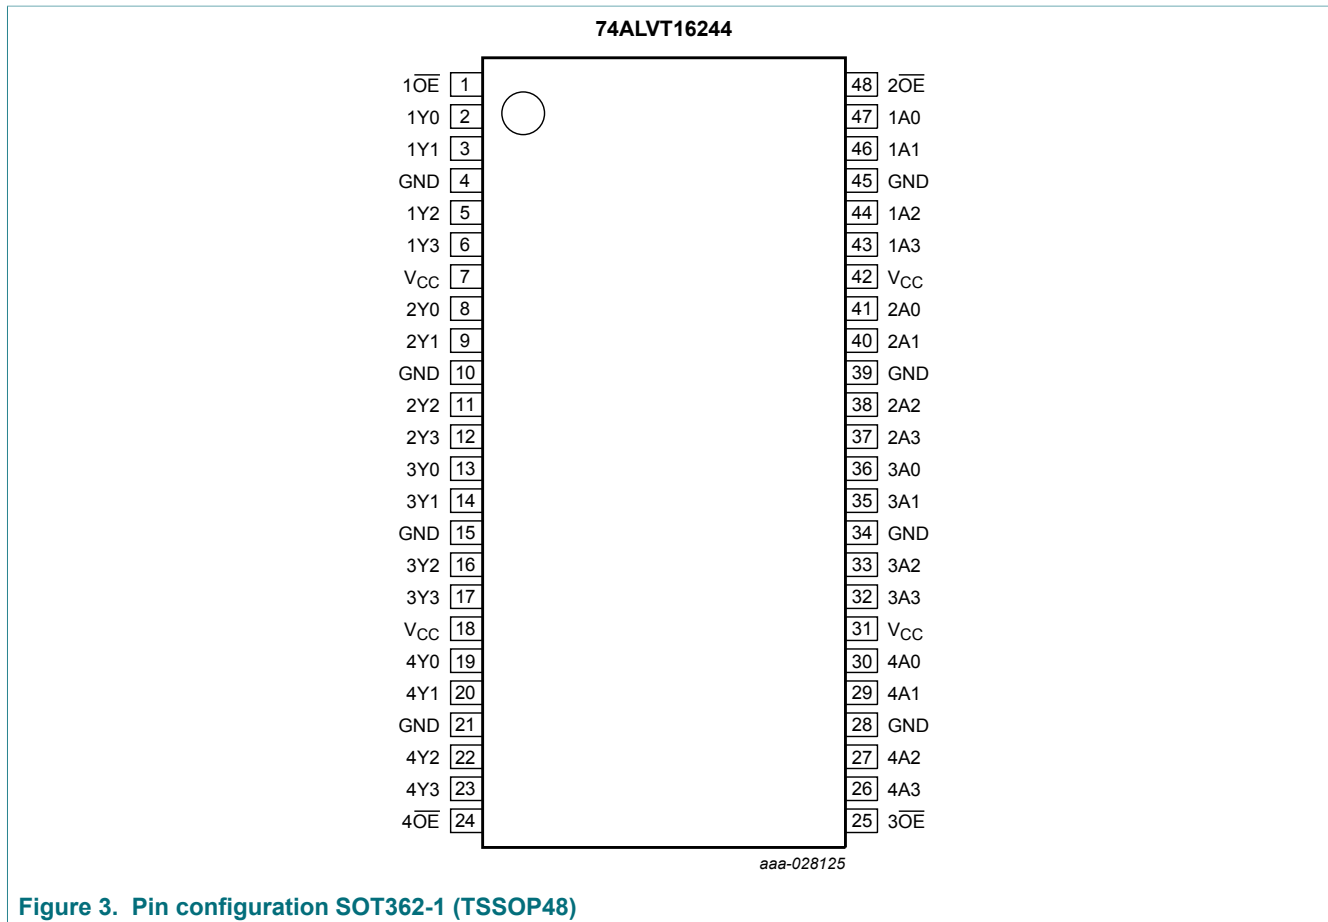 74ALVT16244
1O̅E̅ 1 48 2O̅E̅
1Y0 2 47 1A0
1Y1 3 46 1A1
GND 4 45 GND
1Y2 5 44 1A2
1Y3 6 43 1A3
VCC 7 42 VCC
2Y0 8 41 2A0
2Y1 9 40 2A1
GND 10 39 GND
2Y2 11 38 2A2
2Y3 12 37 2A3
3Y0 13 36 3A0
3Y1 14 35 3A1
GND 15 34 GND
3Y2 16 33 3A2
3Y3 17 32 3A3
VCC 18 31 VCC
4Y0 19 30 4A0
4Y1 20 29 4A1
GND 21 28 GND
4Y2 22 27 4A2
4Y3 23 26 4A3
4O̅E̅ 24 25 3O̅E̅
aaa-028125
Figure 3. Pin configuration SOT362-1 (TSSOP48)